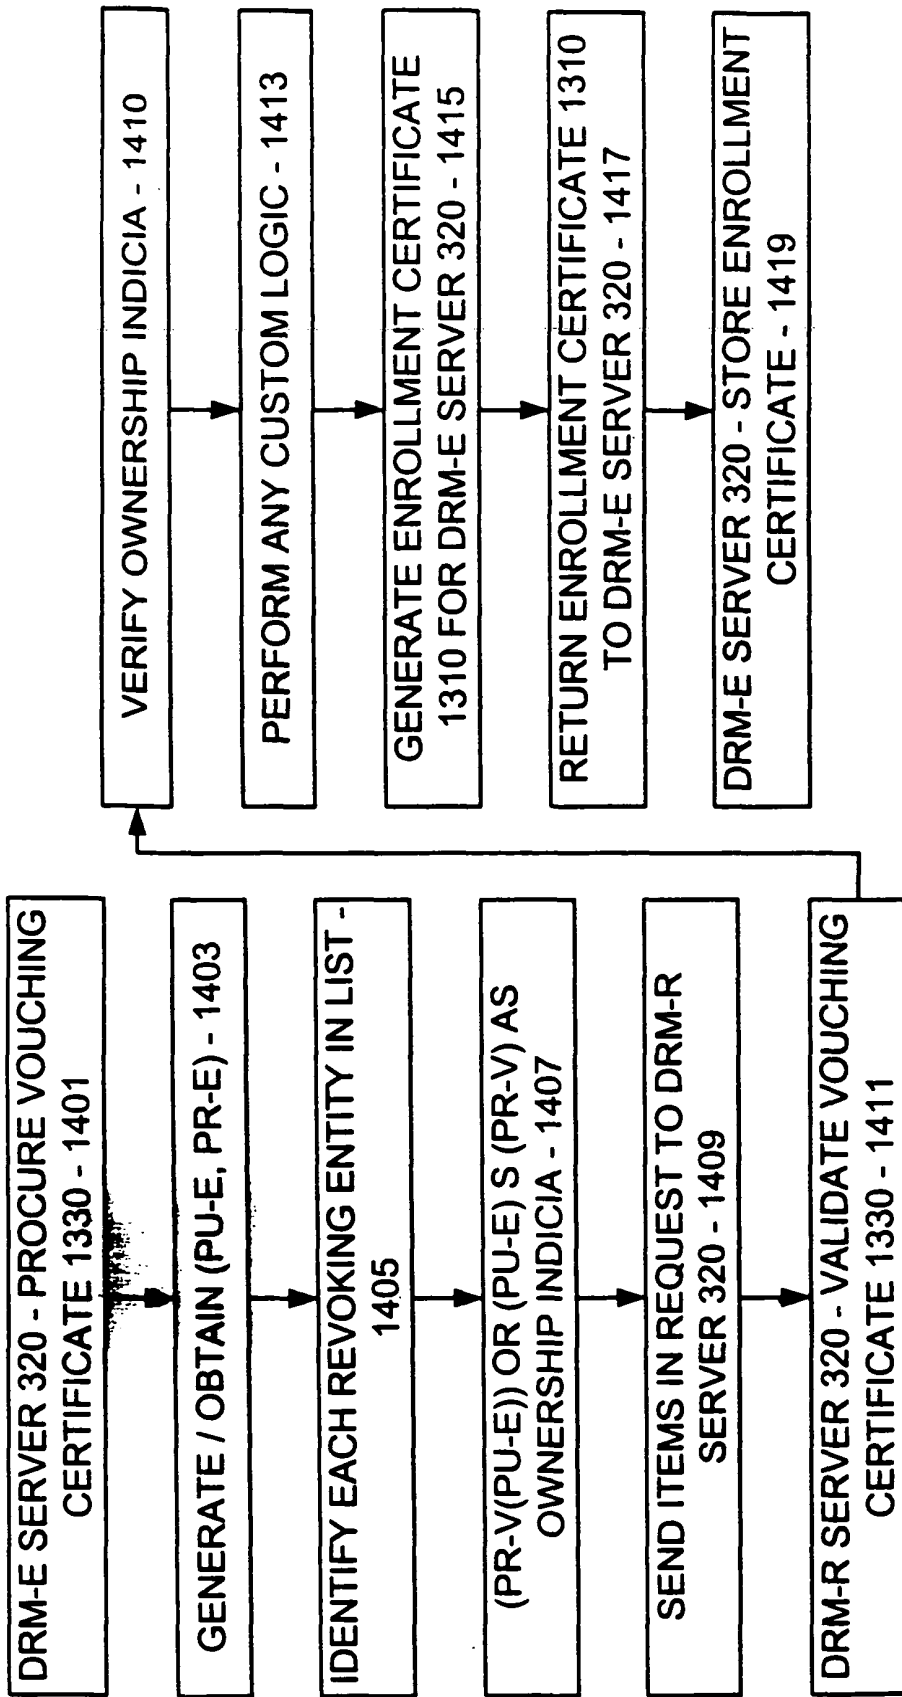 DRM-E SERVER 320 - PROCURE VOUCHING
CERTIFICATE 1330 - 1401
GENERATE / OBTAIN (PU-E, PR-E) - 1403
IDENTIFY EACH REVOKING ENTITY IN LIST -
1405
(PR-V(PU-E)) OR (PU-E) S (PR-V) AS
OWNERSHIP INDICIA - 1407
SEND ITEMS IN REQUEST TO DRM-R
SERVER 320 - 1409
DRM-R SERVER 320 - VALIDATE VOUCHING
CERTIFICATE 1330 - 1411
VERIFY OWNERSHIP INDICIA - 1410
PERFORM ANY CUSTOM LOGIC - 1413
GENERATE ENROLLMENT CERTIFICATE
1310 FOR DRM-E SERVER 320 - 1415
RETURN ENROLLMENT CERTIFICATE 1310
TO DRM-E SERVER 320 - 1417
DRM-E SERVER 320 - STORE ENROLLMENT
CERTIFICATE - 1419